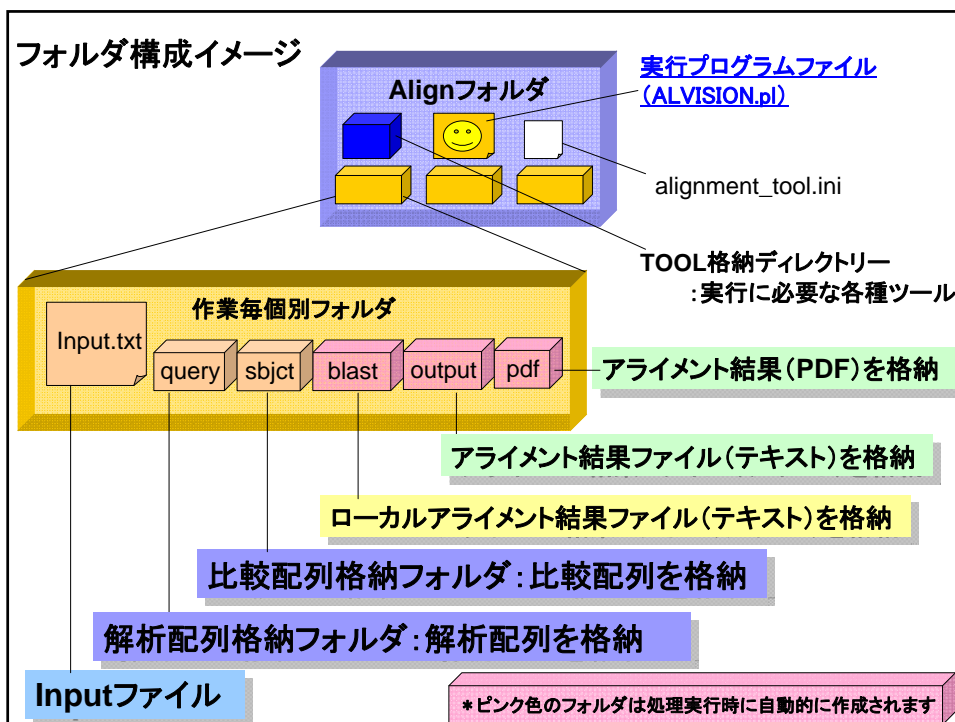 フォルダ構成イメージ
Alignフォルダ
実行プログラムファイル
(ALVISION.pl)
alignment_tool.ini
TOOL格納ディレクトリー
:実行に必要な各種ツール
作業毎個別フォルダ
Input.txt
query
sbjct
blast
output
pdf
アライメント結果(PDF)を格納
アライメント結果ファイル(テキスト)を格納
ローカルアライメント結果ファイル(テキスト)を格納
比較配列格納フォルダ:比較配列を格納
解析配列格納フォルダ:解析配列を格納
Inputファイル
*ピンク色のフォルダは処理実行時に自動的に作成されます